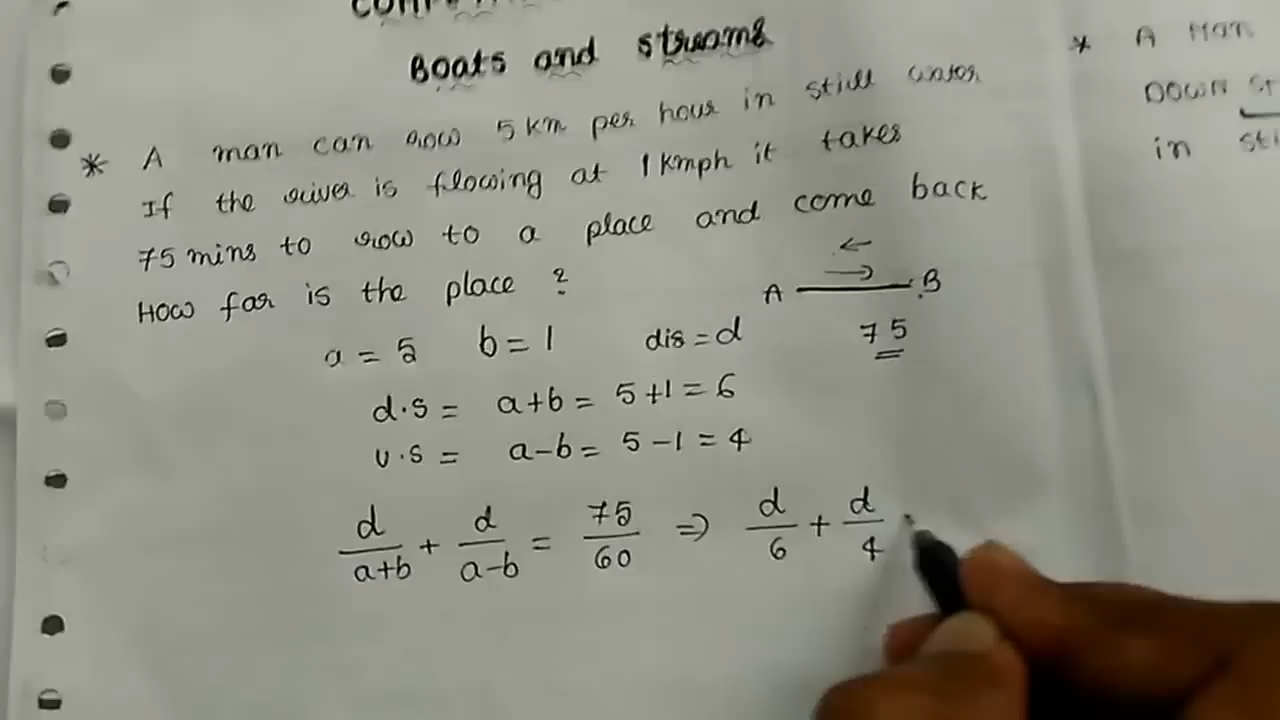 Boats and streams
* A man can row 5 km per hour in still water
If the river is flowing at 1 kmph it takes
75 mins to row to a place and come back
How far is the place ?
A B
a = 5 b = 1 dis = d 75
d.s = a+b = 5+1 = 6
u.s = a-b = 5-1 = 4
d/a+b + d/a-b = 75/60 ⇒ d/6 + d/4
* A Man
DOWN
in